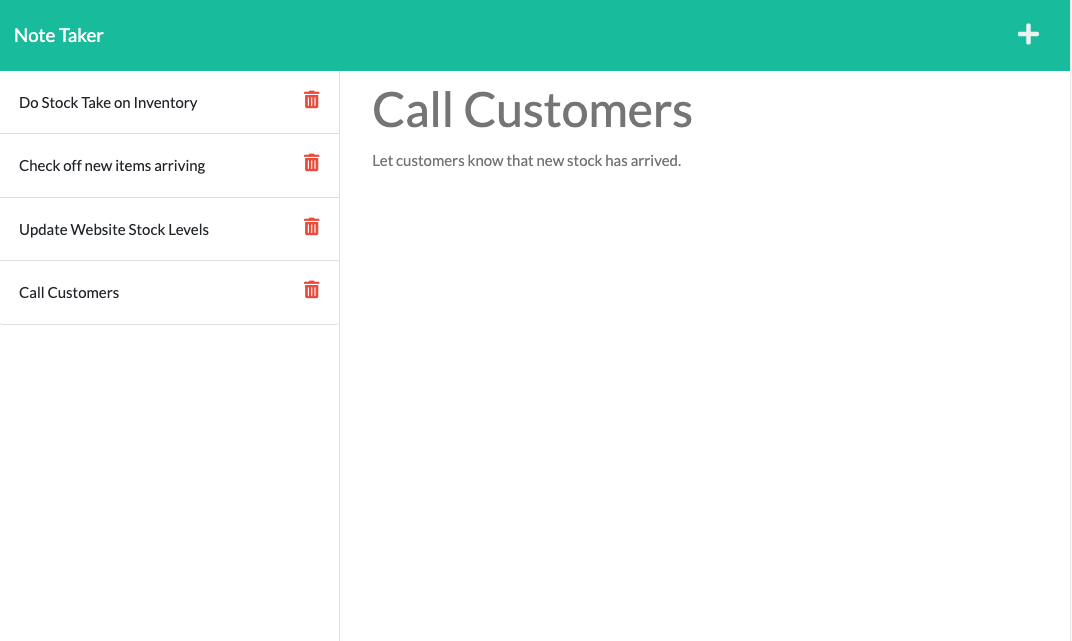 Note Taker
Do Stock Take on Inventory
Check off new items arriving
Update Website Stock Levels
Call Customers
Call Customers
Let customers know that new stock has arrived.